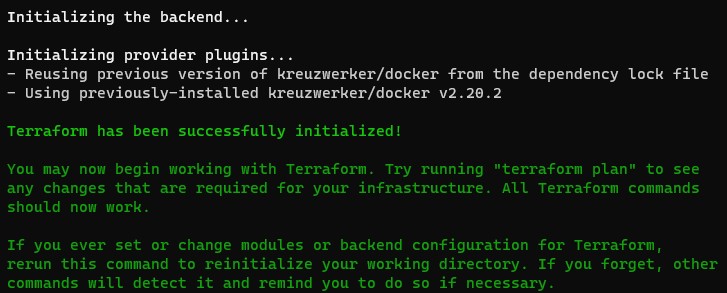 Initializing the backend...
Initializing provider plugins...
- Reusing previous version of kreuzwerker/docker from the dependency lock file
- Using previously-installed kreuzwerker/docker v2.20.2
Terraform has been successfully initialized!
You may now begin working with Terraform. Try running "terraform plan" to see
any changes that are required for your infrastructure. All Terraform commands
should now work.
If you ever set or change modules or backend configuration for Terraform,
rerun this command to reinitialize your working directory. If you forget, other
commands will detect it and remind you to do so if necessary.